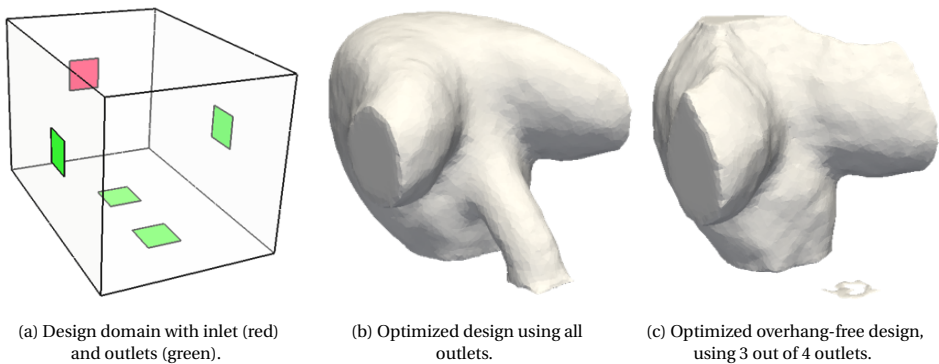 (a) Design domain with inlet (red)
and outlets (green).
(b) Optimized design using all
outlets.
(c) Optimized overhang-free design,
using 3 out of 4 outlets.